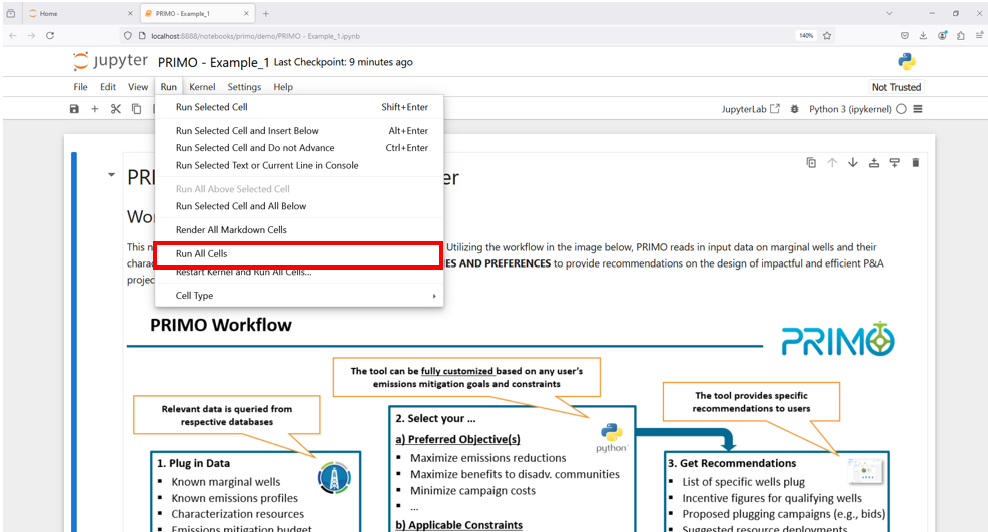 Home
PRIMO - Example_1
localhost:8888/notebooks/primo/demo/PRIMO - Example_1.ipynb
140%
jupyter PRIMO - Example_1 Last Checkpoint: 9 minutes ago
File Edit View Run Kernel Settings Help
Not Trusted
JupyterLab
Python 3 (ipykernel)
Run Selected Cell Shift+Enter
Run Selected Cell and Insert Below Alt+Enter
Run Selected Cell and Do not Advance Ctrl+Enter
Run Selected Text or Current Line in Console
Run All Above Selected Cell
Run Selected Cell and All Below
Render All Markdown Cells
Run All Cells
Restart Kernel and Run All Cells...
Cell Type
PRI
er
Wo
This n
Utilizing the workflow in the image below, PRIMO reads in input data on marginal wells and their
charac
ES AND PREFERENCES to provide recommendations on the design of impactful and efficient P&A
projec
PRIMO Workflow
PRIMO
The tool can be fully customized based on any user's
emissions mitigation goals and constraints
Relevant data is queried from
respective databases
The tool provides specific
recommendations to users
1. Plug in Data
Known marginal wells
Known emissions profiles
Characterization resources
Emissions mitigation budget
2. Select your ...
a) Preferred Objective(s)
Maximize emissions reductions
Maximize benefits to disadv. communities
Minimize campaign costs
...
b) Applicable Constraints
python
3. Get Recommendations
List of specific wells plug
Incentive figures for qualifying wells
Proposed plugging campaigns (e.g., bids)
Suggested resource deployments